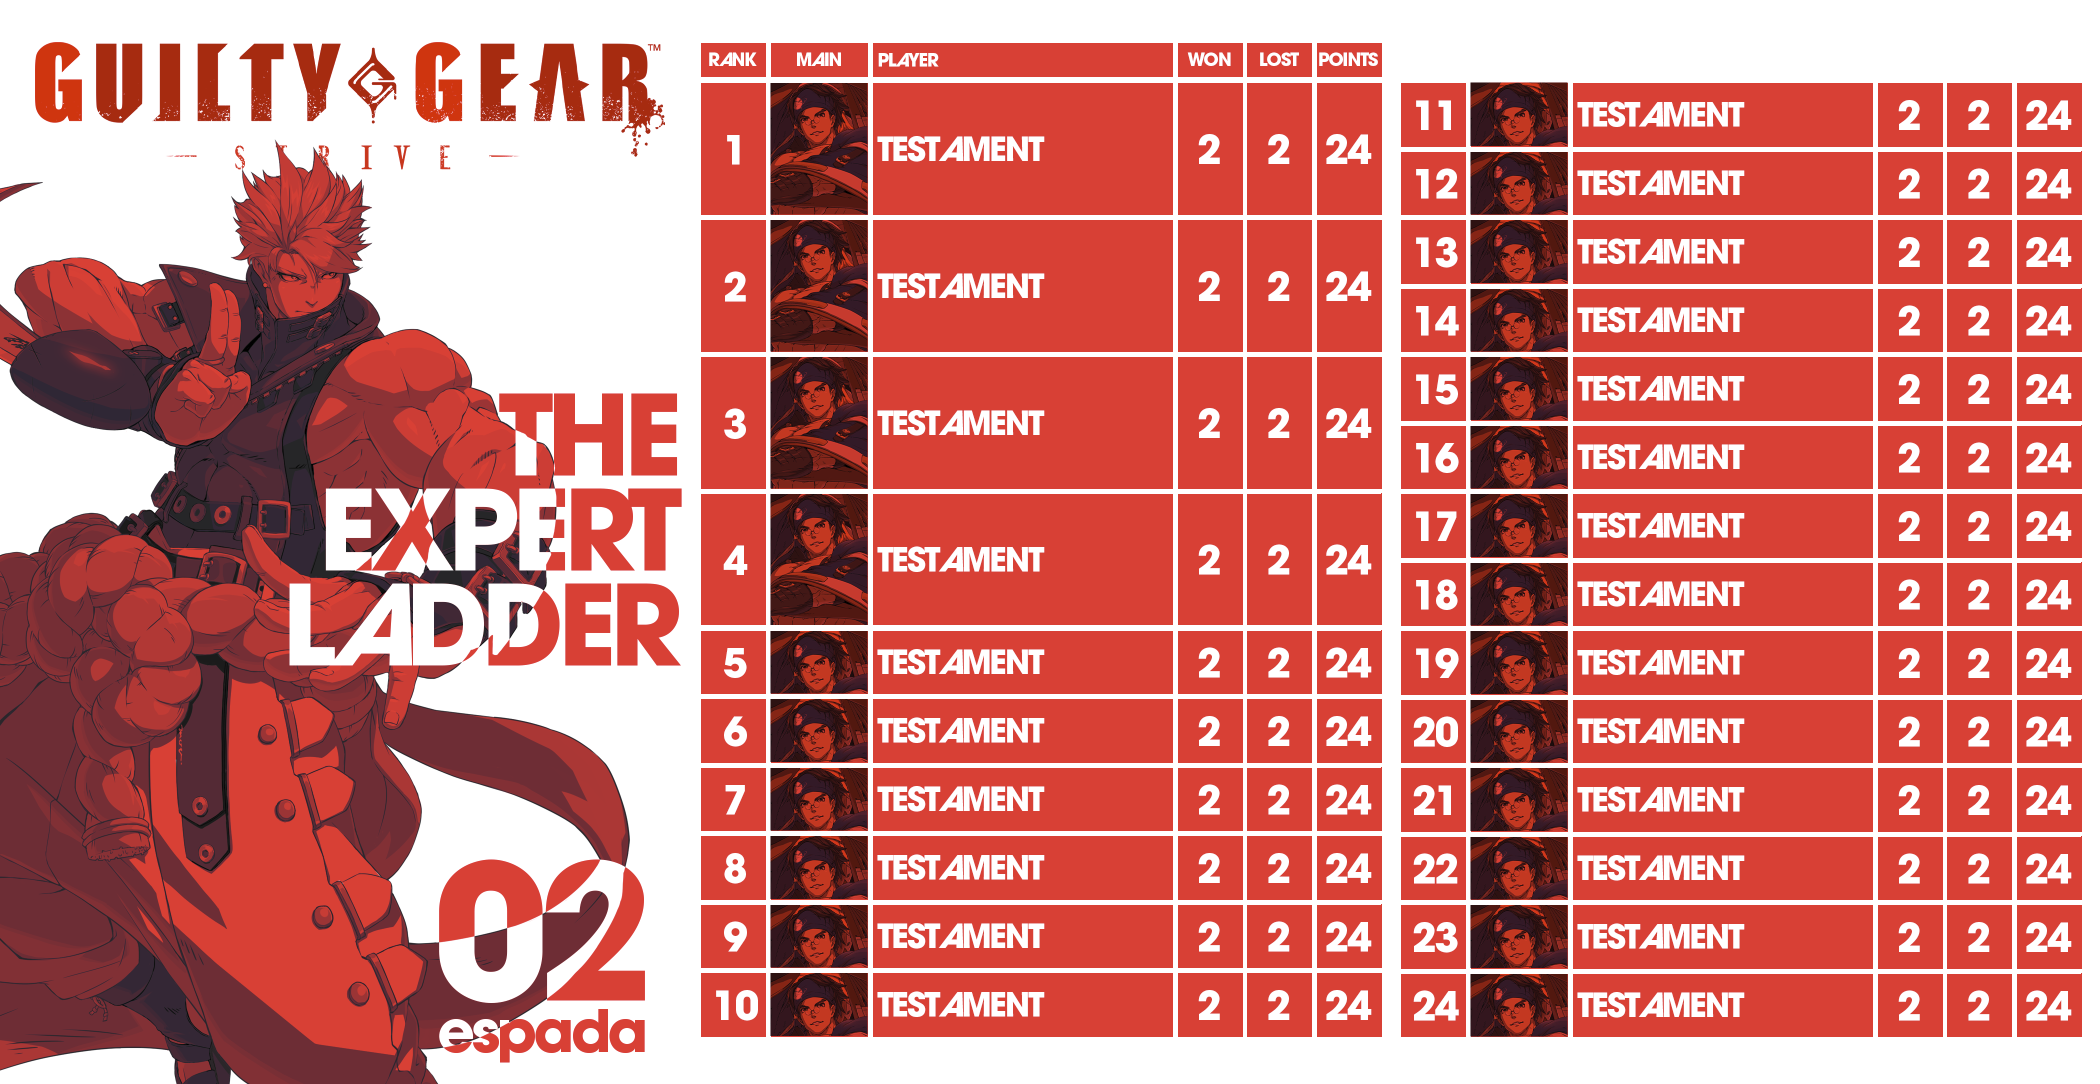 GUILTY GEAR™
STRIVE
THE
EXPERT
LADDER
02
espada
RANK MAIN PLAYER WON LOST POINTS
1 TESTAMENT 2 2 24
2 TESTAMENT 2 2 24
3 TESTAMENT 2 2 24
4 TESTAMENT 2 2 24
5 TESTAMENT 2 2 24
6 TESTAMENT 2 2 24
7 TESTAMENT 2 2 24
8 TESTAMENT 2 2 24
9 TESTAMENT 2 2 24
10 TESTAMENT 2 2 24
11 TESTAMENT 2 2 24
12 TESTAMENT 2 2 24
13 TESTAMENT 2 2 24
14 TESTAMENT 2 2 24
15 TESTAMENT 2 2 24
16 TESTAMENT 2 2 24
17 TESTAMENT 2 2 24
18 TESTAMENT 2 2 24
19 TESTAMENT 2 2 24
20 TESTAMENT 2 2 24
21 TESTAMENT 2 2 24
22 TESTAMENT 2 2 24
23 TESTAMENT 2 2 24
24 TESTAMENT 2 2 24